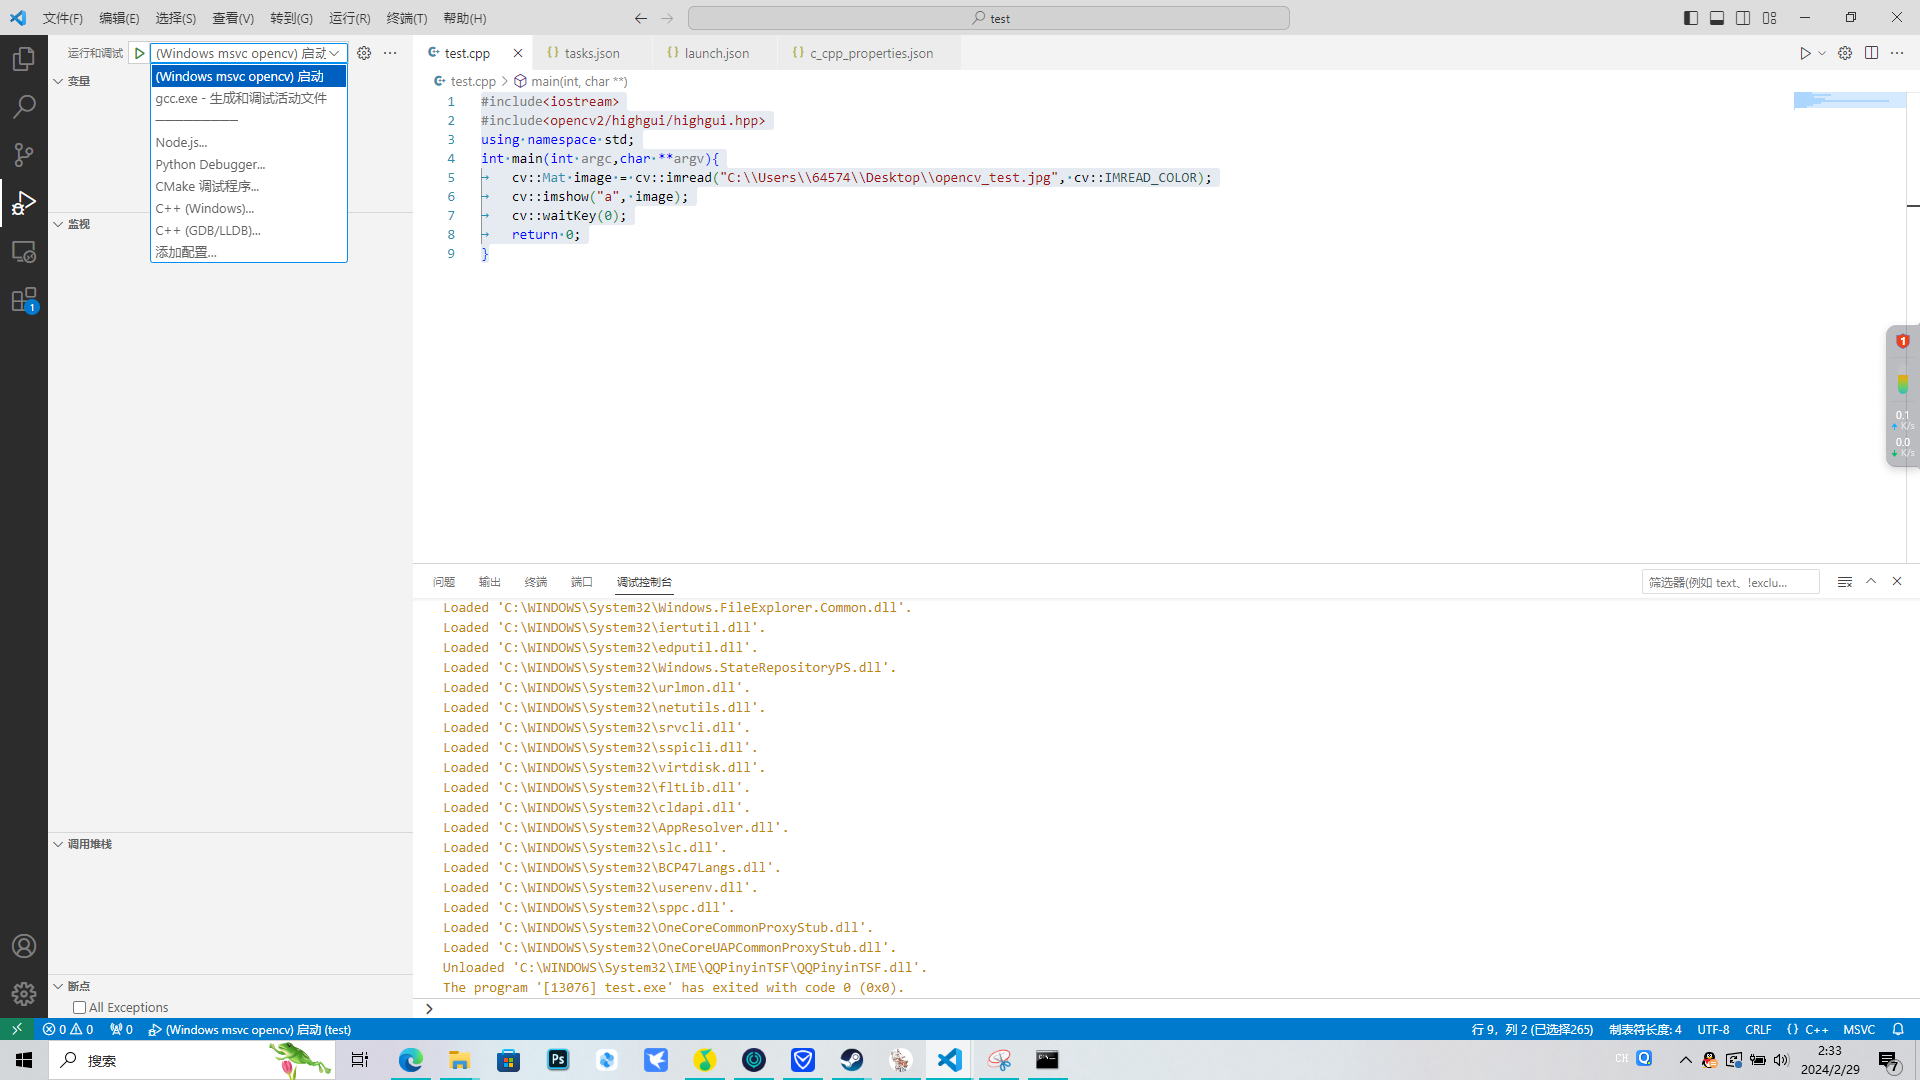 文件(F) 编辑(E) 选择(S) 查看(V) 转到(G) 运行(R) 终端(T) 帮助(H) test
运行和调试 (Windows msvc opencv) 启动
(Windows msvc opencv) 启动
gcc.exe - 生成和调试活动文件
─────────
Node.js...
Python Debugger...
CMake 调试程序...
C++ (Windows)...
C++ (GDB/LLDB)...
添加配置...
变量
监视
调用堆栈
断点
All Exceptions
1
test.cpp tasks.json launch.json c_cpp_properties.json
test.cpp > main(int, char **)
1 #include<iostream>
2 #include<opencv2/highgui/highgui.hpp>
3 using·namespace·std;
4 int·main(int·argc,char·**argv){
5 → cv::Mat·image·=·cv::imread("C:\\Users\\64574\\Desktop\\opencv_test.jpg",·cv::IMREAD_COLOR);
6 → cv::imshow("a",·image);
7 → cv::waitKey(0);
8 → return·0;
9 }
1
0.1
K/s
0.0
K/s
问题 输出 终端 端口 调试控制台 筛选器(例如 text、!exclu...
Loaded 'C:\WINDOWS\System32\Windows.FileExplorer.Common.dll'.
Loaded 'C:\WINDOWS\System32\iertutil.dll'.
Loaded 'C:\WINDOWS\System32\edputil.dll'.
Loaded 'C:\WINDOWS\System32\Windows.StateRepositoryPS.dll'.
Loaded 'C:\WINDOWS\System32\urlmon.dll'.
Loaded 'C:\WINDOWS\System32\netutils.dll'.
Loaded 'C:\WINDOWS\System32\srvcli.dll'.
Loaded 'C:\WINDOWS\System32\sspicli.dll'.
Loaded 'C:\WINDOWS\System32\virtdisk.dll'.
Loaded 'C:\WINDOWS\System32\fltLib.dll'.
Loaded 'C:\WINDOWS\System32\cldapi.dll'.
Loaded 'C:\WINDOWS\System32\AppResolver.dll'.
Loaded 'C:\WINDOWS\System32\slc.dll'.
Loaded 'C:\WINDOWS\System32\BCP47Langs.dll'.
Loaded 'C:\WINDOWS\System32\userenv.dll'.
Loaded 'C:\WINDOWS\System32\sppc.dll'.
Loaded 'C:\WINDOWS\System32\OneCoreCommonProxyStub.dll'.
Loaded 'C:\WINDOWS\System32\OneCoreUAPCommonProxyStub.dll'.
Unloaded 'C:\WINDOWS\System32\IME\QQPinyinTSF\QQPinyinTSF.dll'.
The program '[13076] test.exe' has exited with code 0 (0x0).
0 0 0 (Windows msvc opencv) 启动 (test) 行 9，列 2 (已选择265) 制表符长度: 4 UTF-8 CRLF {} C++ MSVC
搜索 Ps CH Q 2:33
2024/2/29 7